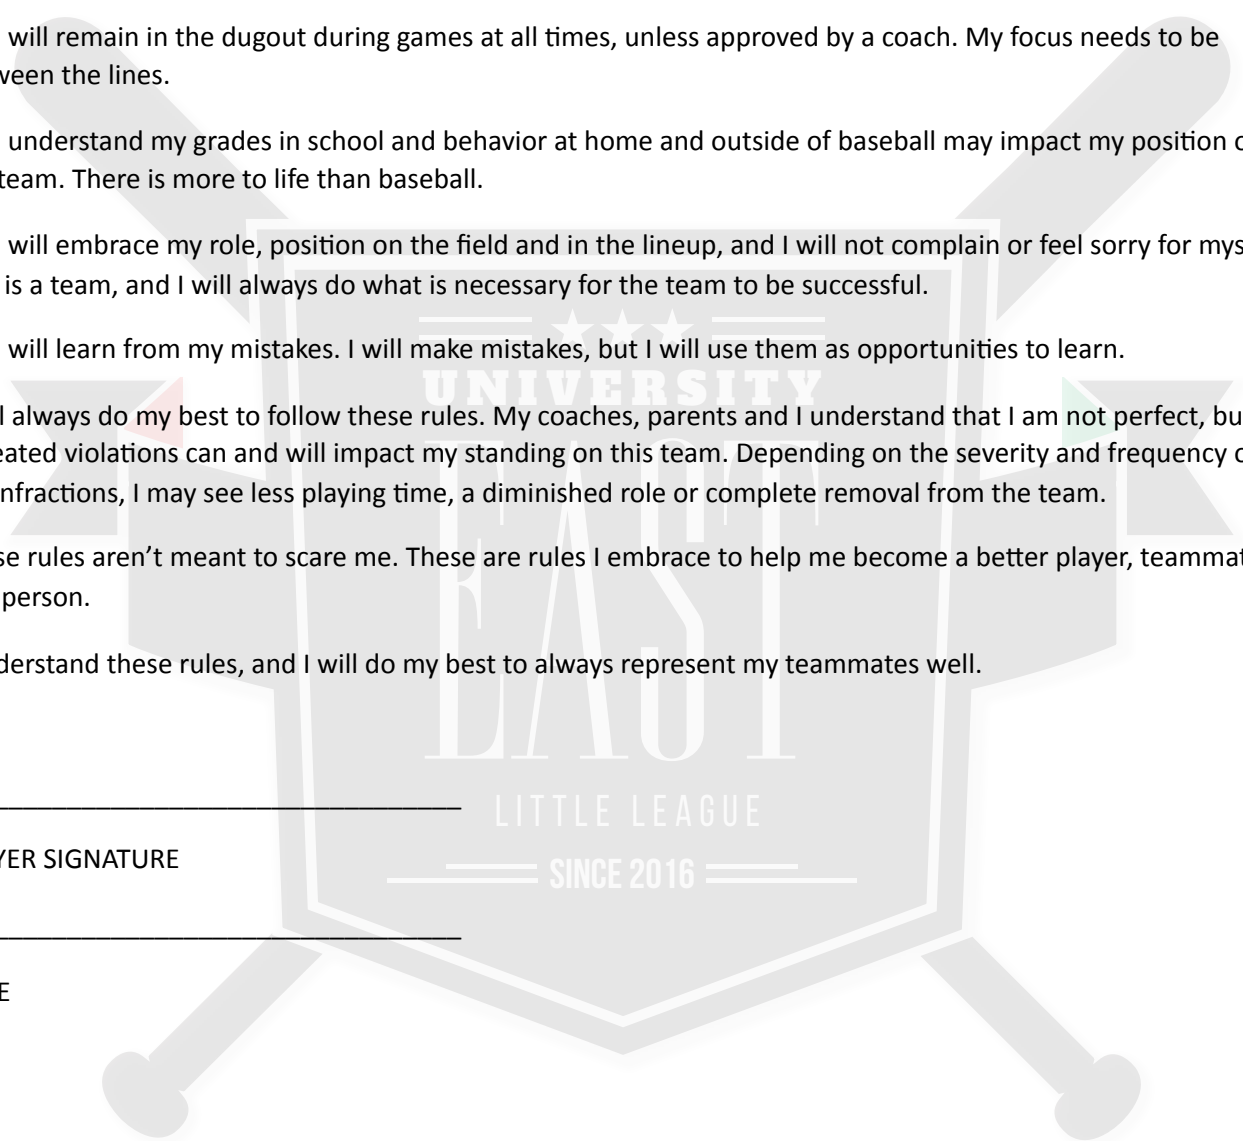 will remain in the dugout during games at all times, unless approved by a coach. My focus needs to be
ween the lines.
understand my grades in school and behavior at home and outside of baseball may impact my position o
team. There is more to life than baseball.
will embrace my role, position on the field and in the lineup, and I will not complain or feel sorry for mys
is a team, and I will always do what is necessary for the team to be successful.
will learn from my mistakes. I will make mistakes, but I will use them as opportunities to learn.
l always do my best to follow these rules. My coaches, parents and I understand that I am not perfect, bu
eated violations can and will impact my standing on this team. Depending on the severity and frequency o
nfractions, I may see less playing time, a diminished role or complete removal from the team.
se rules aren’t meant to scare me. These are rules I embrace to help me become a better player, teammat
person.
derstand these rules, and I will do my best to always represent my teammates well.
YER SIGNATURE
E
UNIVERSITY
EAST
LITTLE LEAGUE
SINCE 2016